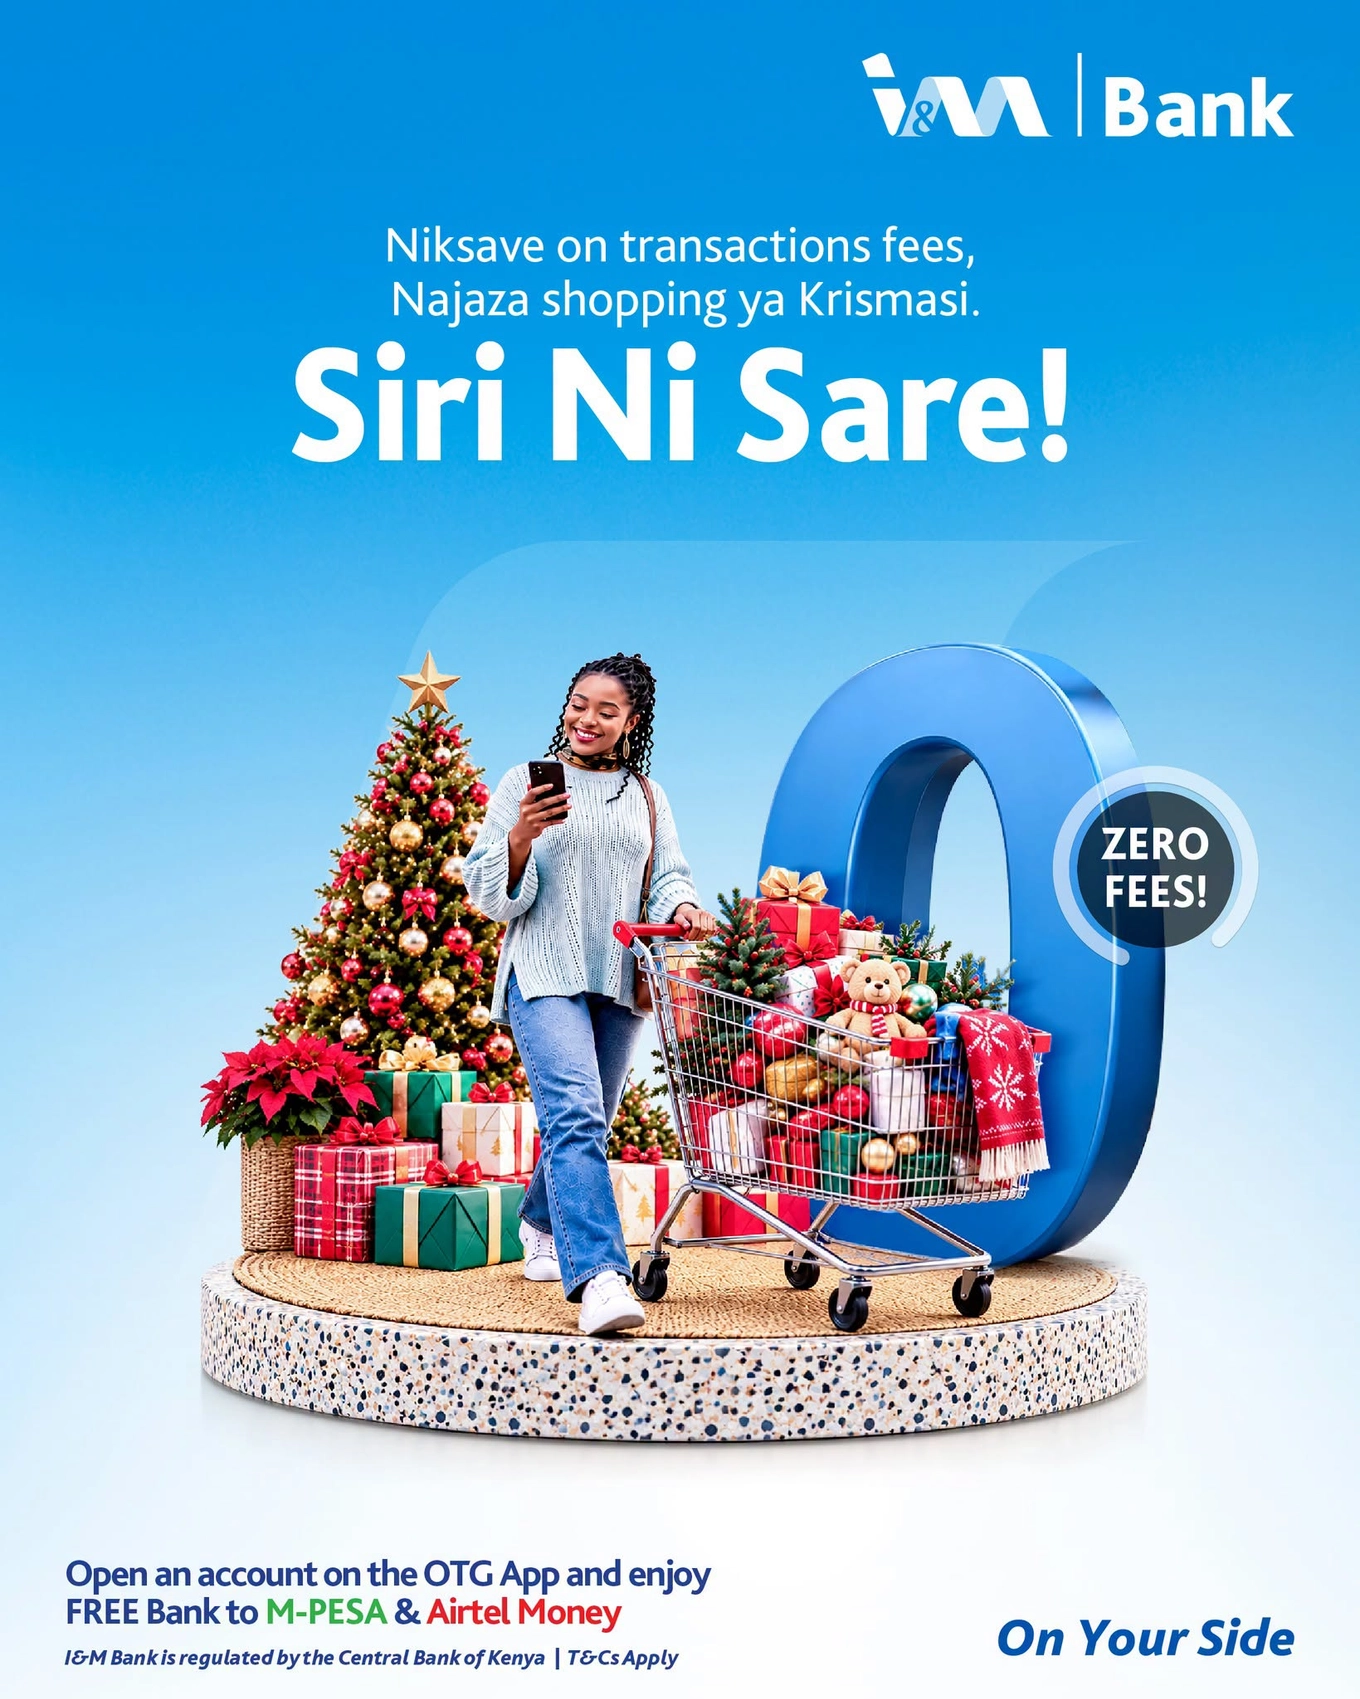 i&M | Bank
Niksave on transactions fees,
Najaza shopping ya Krismasi.
Siri Ni Sare!
ZERO
FEES!
Open an account on the OTG App and enjoy
FREE Bank to M-PESA & Airtel Money
I&M Bank is regulated by the Central Bank of Kenya | T&Cs Apply
On Your Side